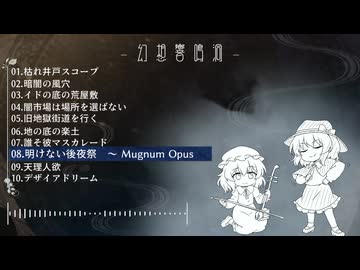 - 幻想響鳴洞 -
01.枯れ井戸スコープ
02.暗闇の風穴
03.イドの底の荒屋敷
04.闇市場は場所を選ばない
05.旧地獄街道を行く
06.地の底の楽土
07.誰そ彼マスカレード
08.明けない後夜祭 ～ Mugnum Opus
09.天理人欲
10.デザイアドリーム